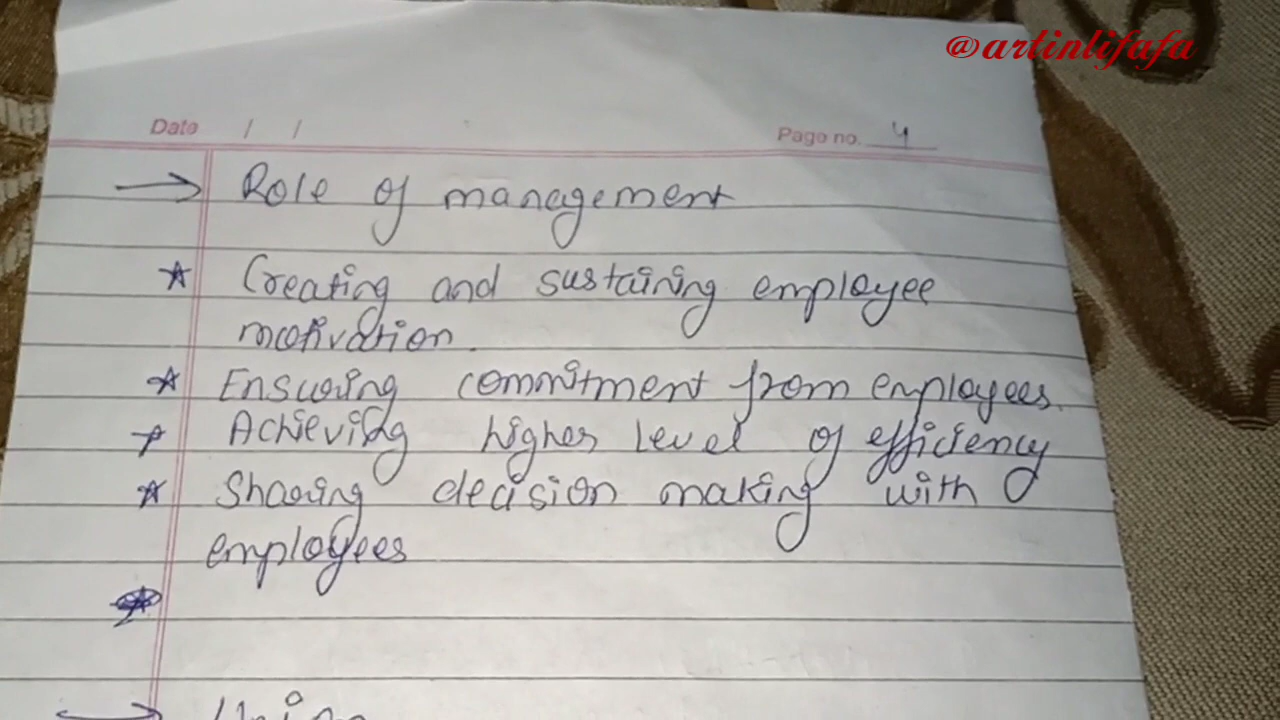 @artinlifafa
Date / /
Page no. 4
→ Role of management
★ Creating and sustaining employee
motivation.
★ Ensuring commitment from employees.
★ Achieving higher level of efficiency
★ Sharing decision making with
employees
→ Union